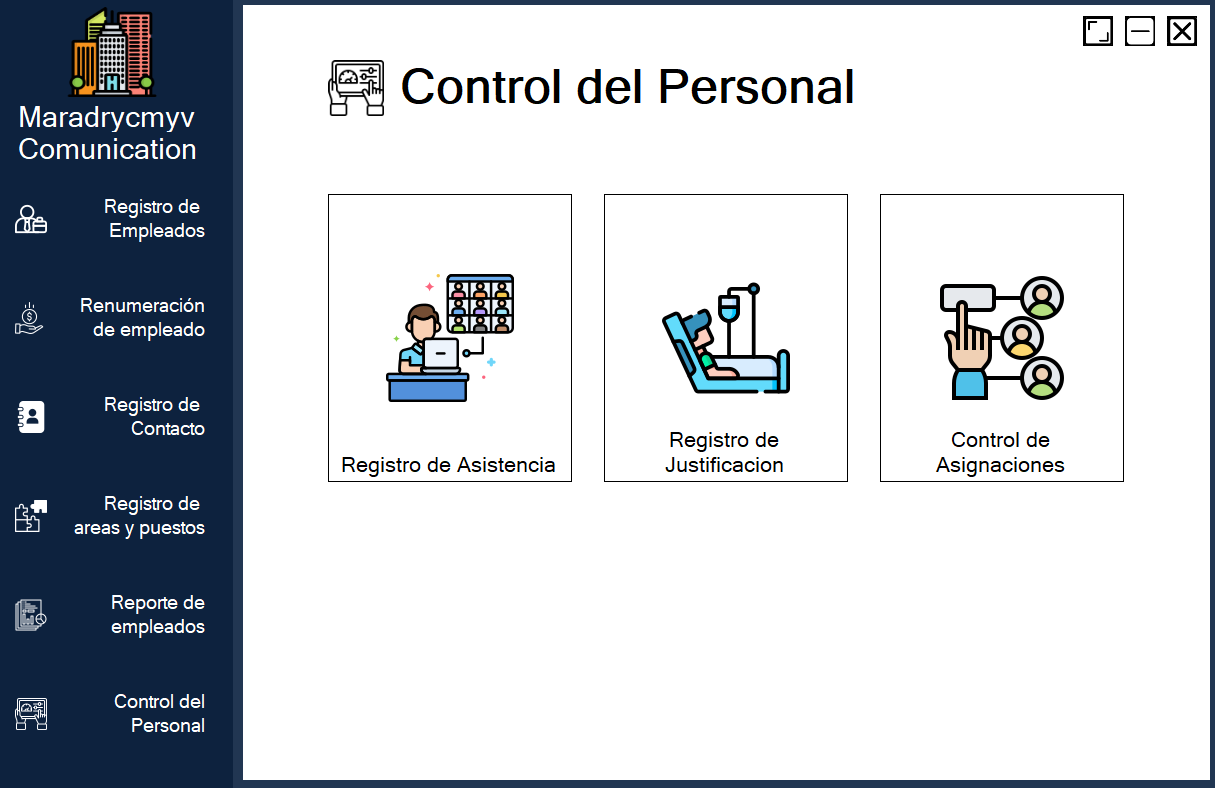 Maradrycmyv
Comunication
Registro de
Empleados
Renumeración
de empleado
Registro de
Contacto
Registro de
areas y puestos
Reporte de
empleados
Control del
Personal
Control del Personal
Registro de Asistencia
Registro de
Justificacion
Control de
Asignaciones